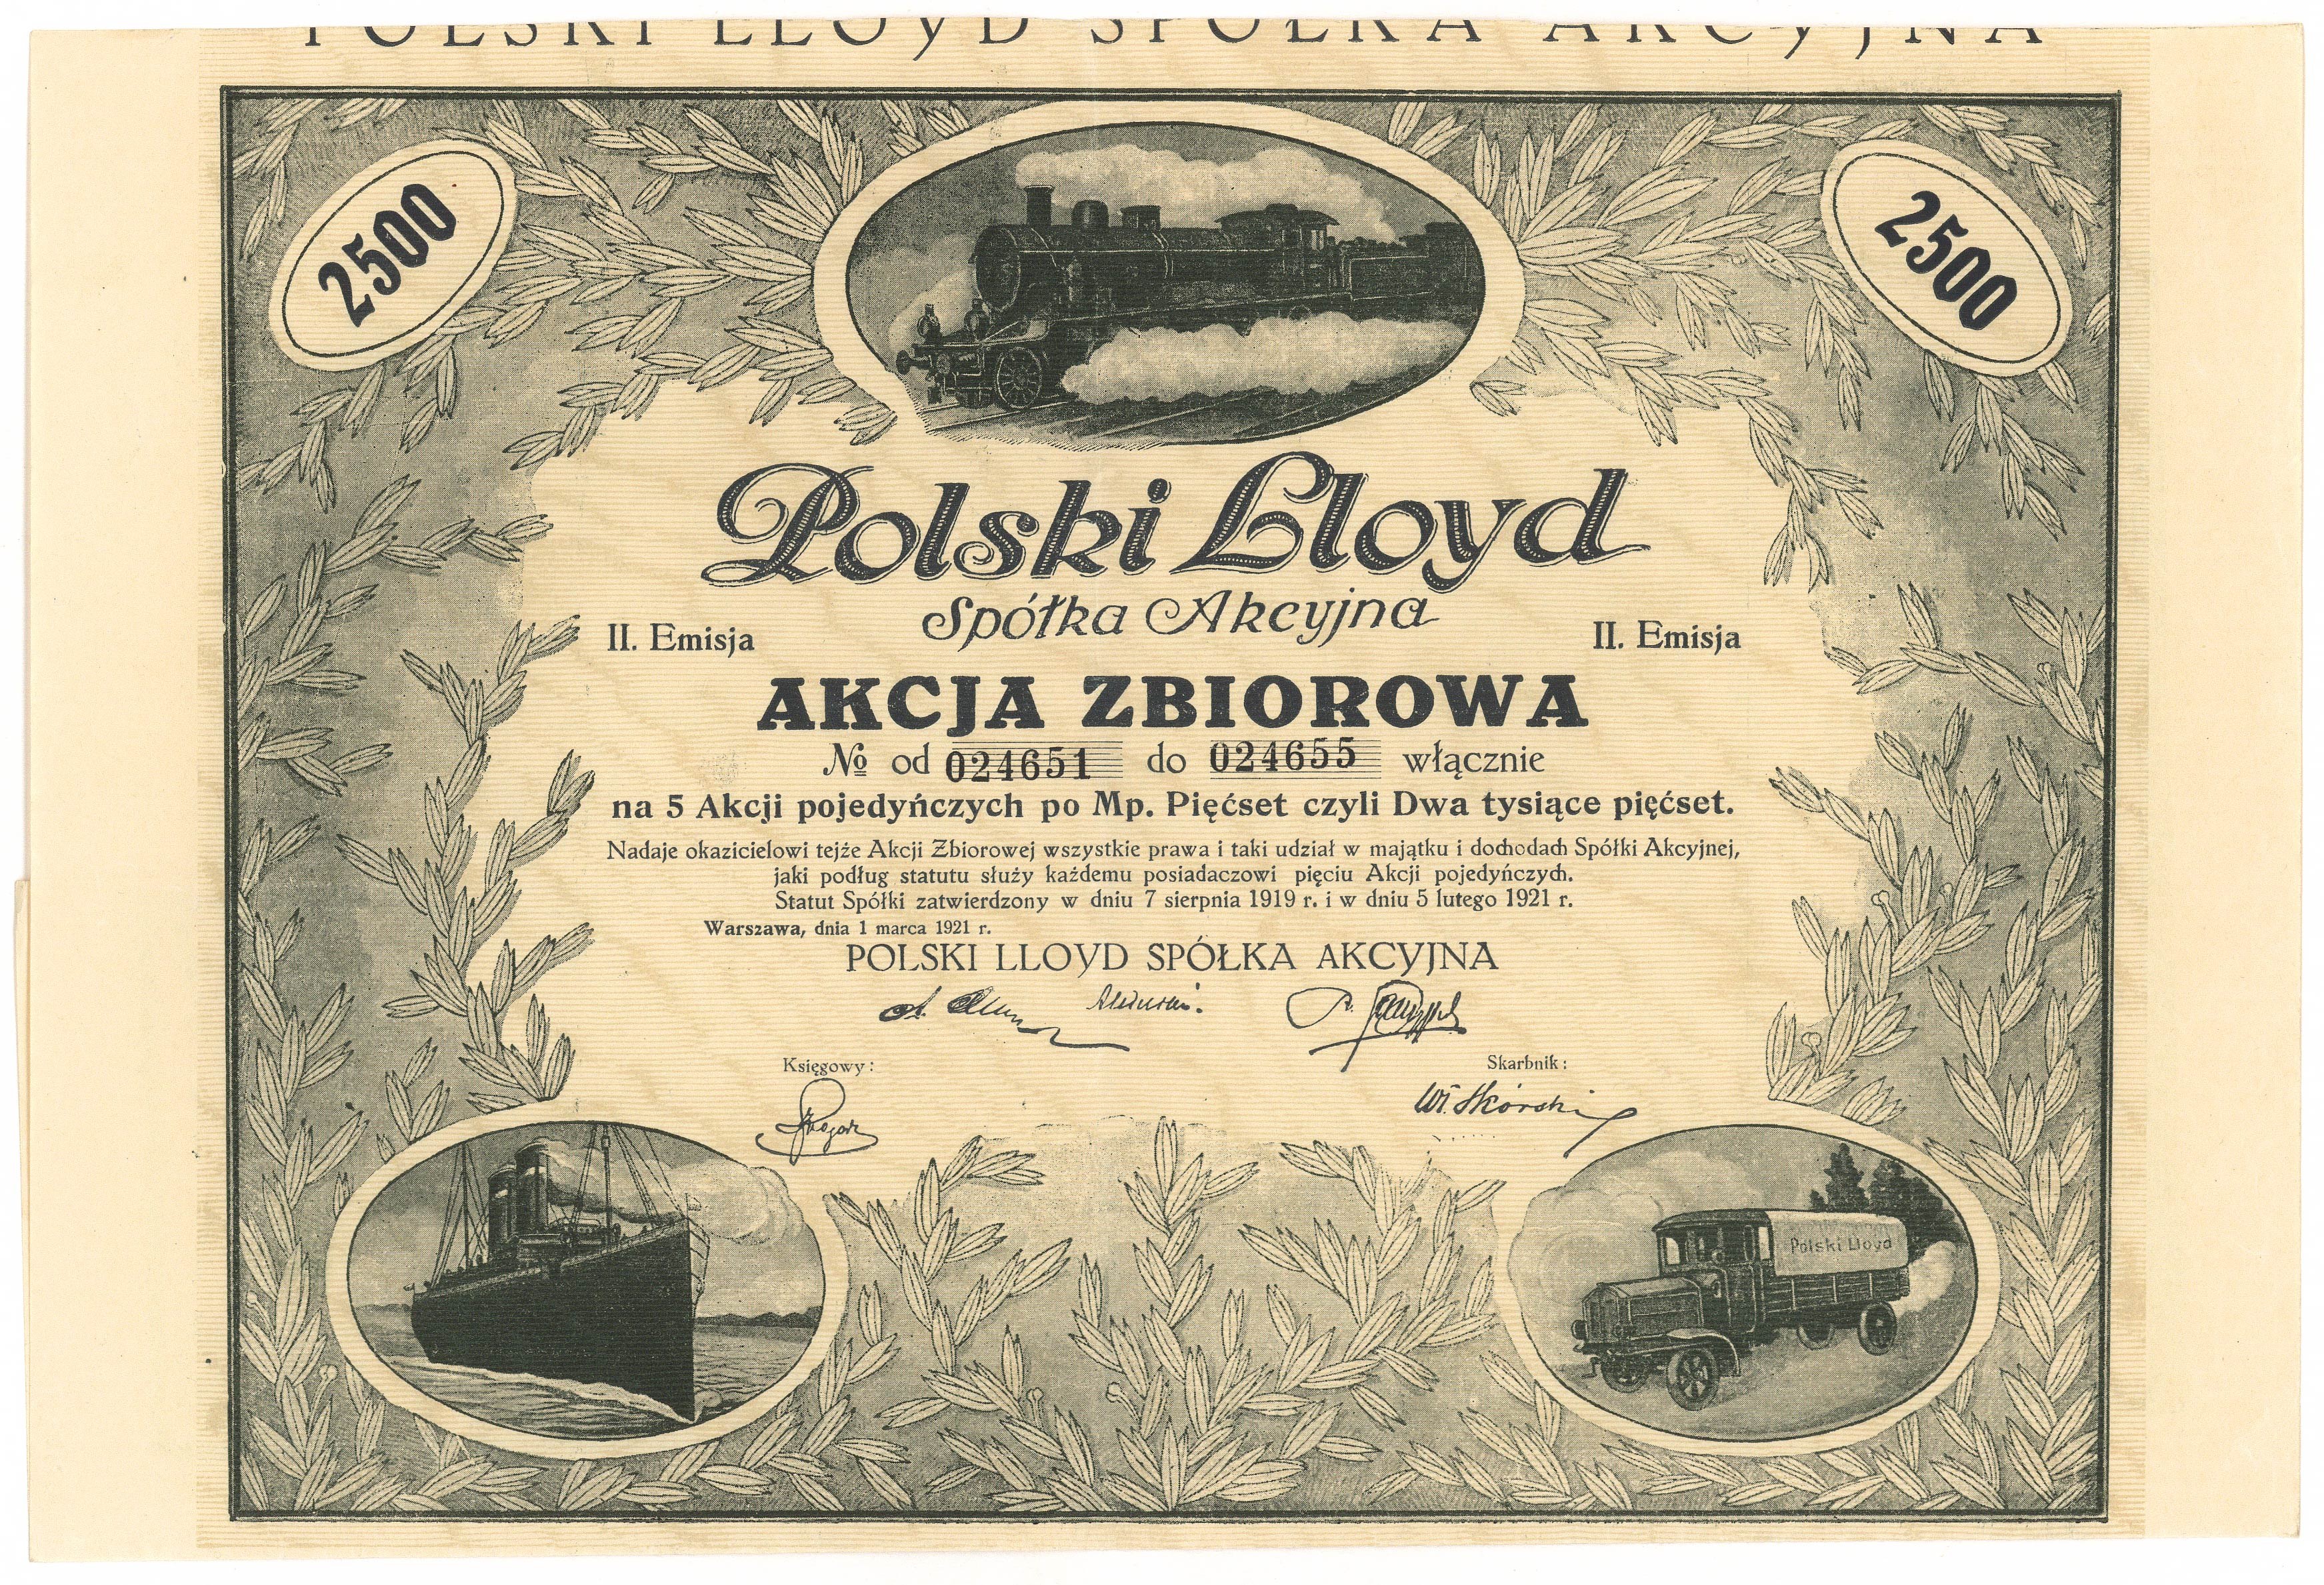 POLSKI LLOYD SPÓŁKA AKCYJNA
2500
2500
Polski Lloyd
Spółka Akcyjna
II. Emisja
II. Emisja
AKCJA ZBIOROWA
№ od 024651 do 024655 włącznie
na 5 Akcji pojedyńczych po Mp. Pięćset czyli Dwa tysiące pięćset.
Nadaje okazicielowi tejże Akcji Zbiorowej wszystkie prawa i taki udział w majątku i dochodach Spółki Akcyjnej,
jaki podług statutu służy każdemu posiadaczowi pięciu Akcji pojedyńczych.
Statut Spółki zatwierdzony w dniu 7 sierpnia 1919 r. i w dniu 5 lutego 1921 r.
Warszawa, dnia 1 marca 1921 r.
POLSKI LLOYD SPÓŁKA AKCYJNA
Księgowy:
Skarbnik:
Wł. Skórski
Polski Lloyd